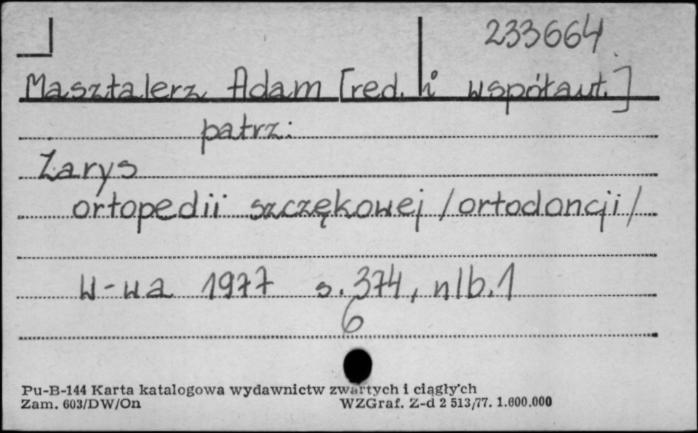 233664
Masztalerz Adam [red. i współaut.]
patrz:
Zarys
ortopedii szczękowej /ortodoncji/
W-wa 1977 s. 374, nlb. 1
6
Pu-B-144 Karta katalogowa wydawnictw zwartych i ciągłych
Zam. 603/DW/On WZGraf. Z-d 2 513/77. 1.600.000